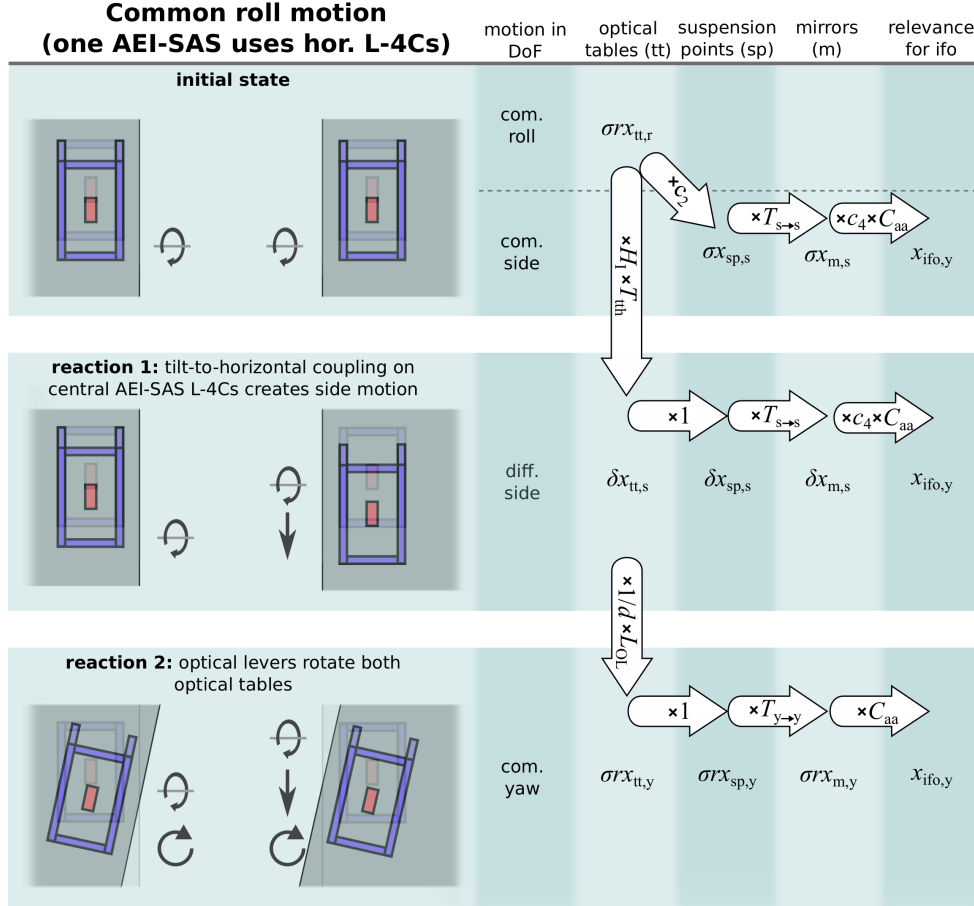 Common roll motion
(one AEI-SAS uses hor. L-4Cs)
motion in
DoF
optical
tables (tt)
suspension
points (sp)
mirrors
(m)
relevance
for ifo
initial state
com.
roll
σrx_tt,r
×c_2
com.
side
×H_I×T_tth
×T_s→s
×c_4×C_aa
σx_sp,s
σx_m,s
x_ifo,y
reaction 1: tilt-to-horizontal coupling on
central AEI-SAS L-4Cs creates side motion
×1
×T_s→s
×c_4×C_aa
diff.
side
δx_tt,s
δx_sp,s
δx_m,s
x_ifo,y
×1/d×L_OL
reaction 2: optical levers rotate both
optical tables
×1
×T_y→y
×C_aa
com.
yaw
σrx_tt,y
σrx_sp,y
σrx_m,y
x_ifo,y